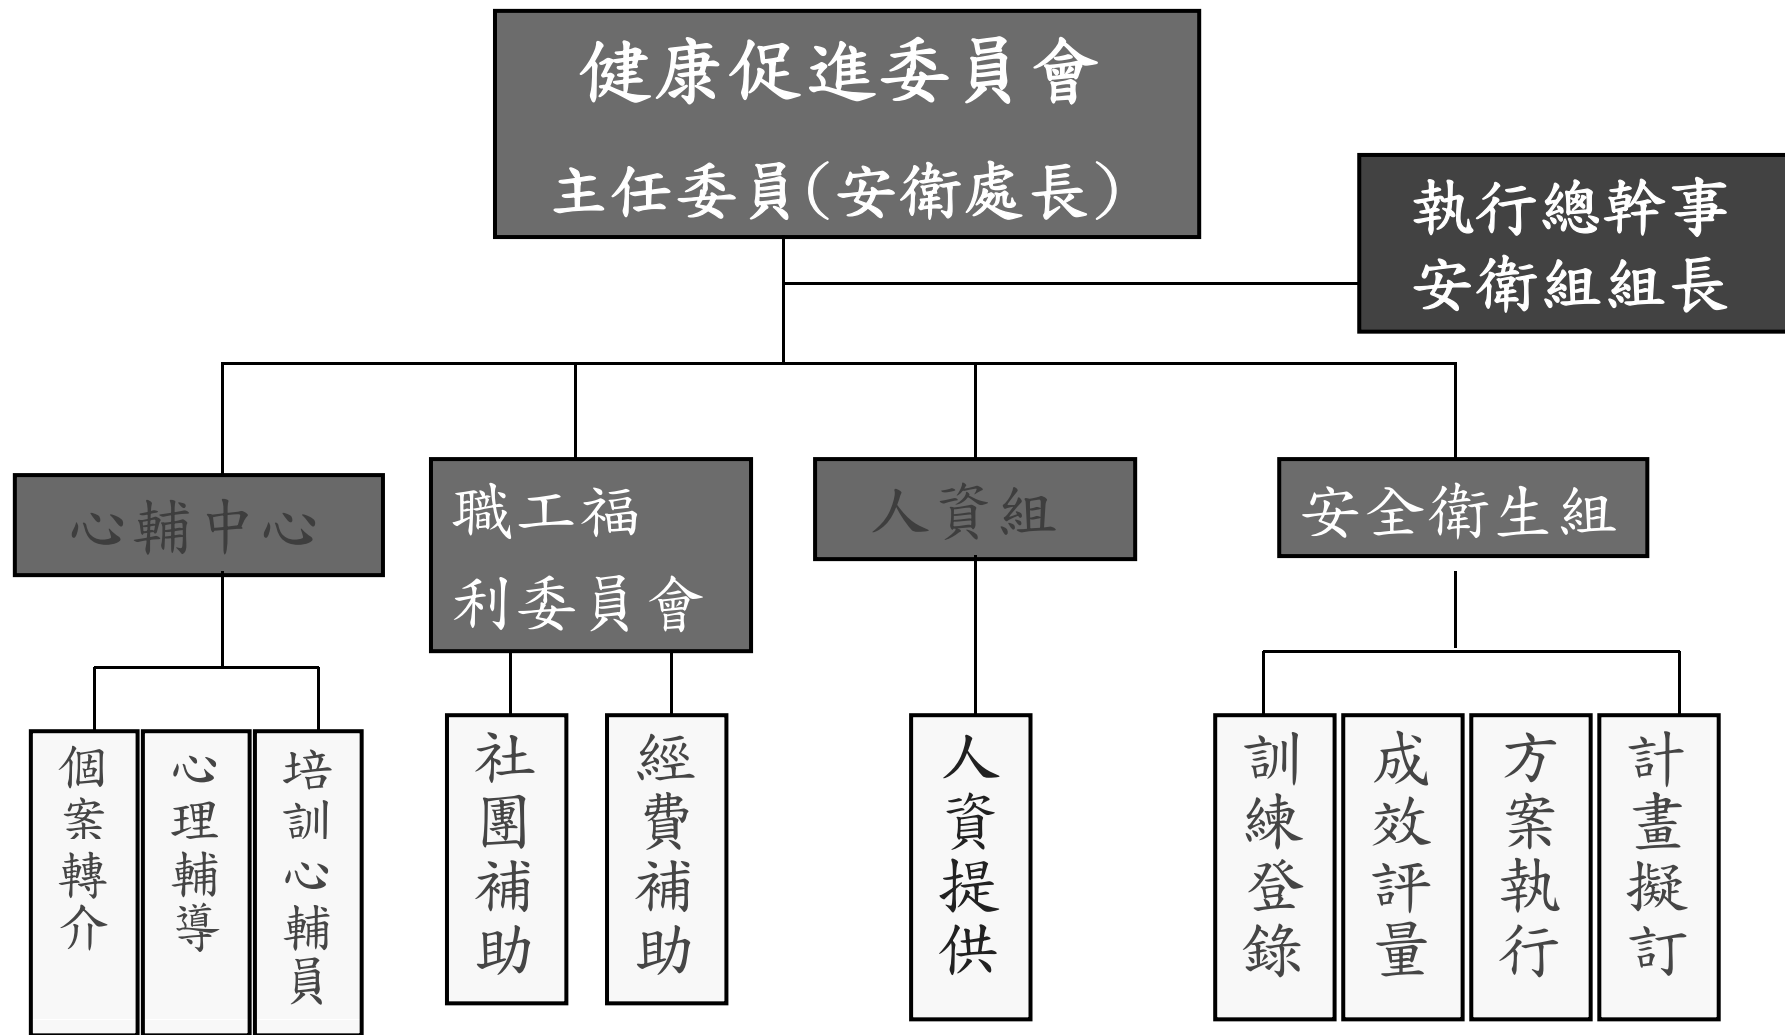 健康促進委員會
主任委員(安衛處長)
執行總幹事
安衛組組長
心輔中心
職工福
利委員會
人資組
安全衛生組
個案轉介
心理輔導
培訓心輔員
社團補助
經費補助
人資提供
訓練登錄
成效評量
方案執行
計畫擬訂